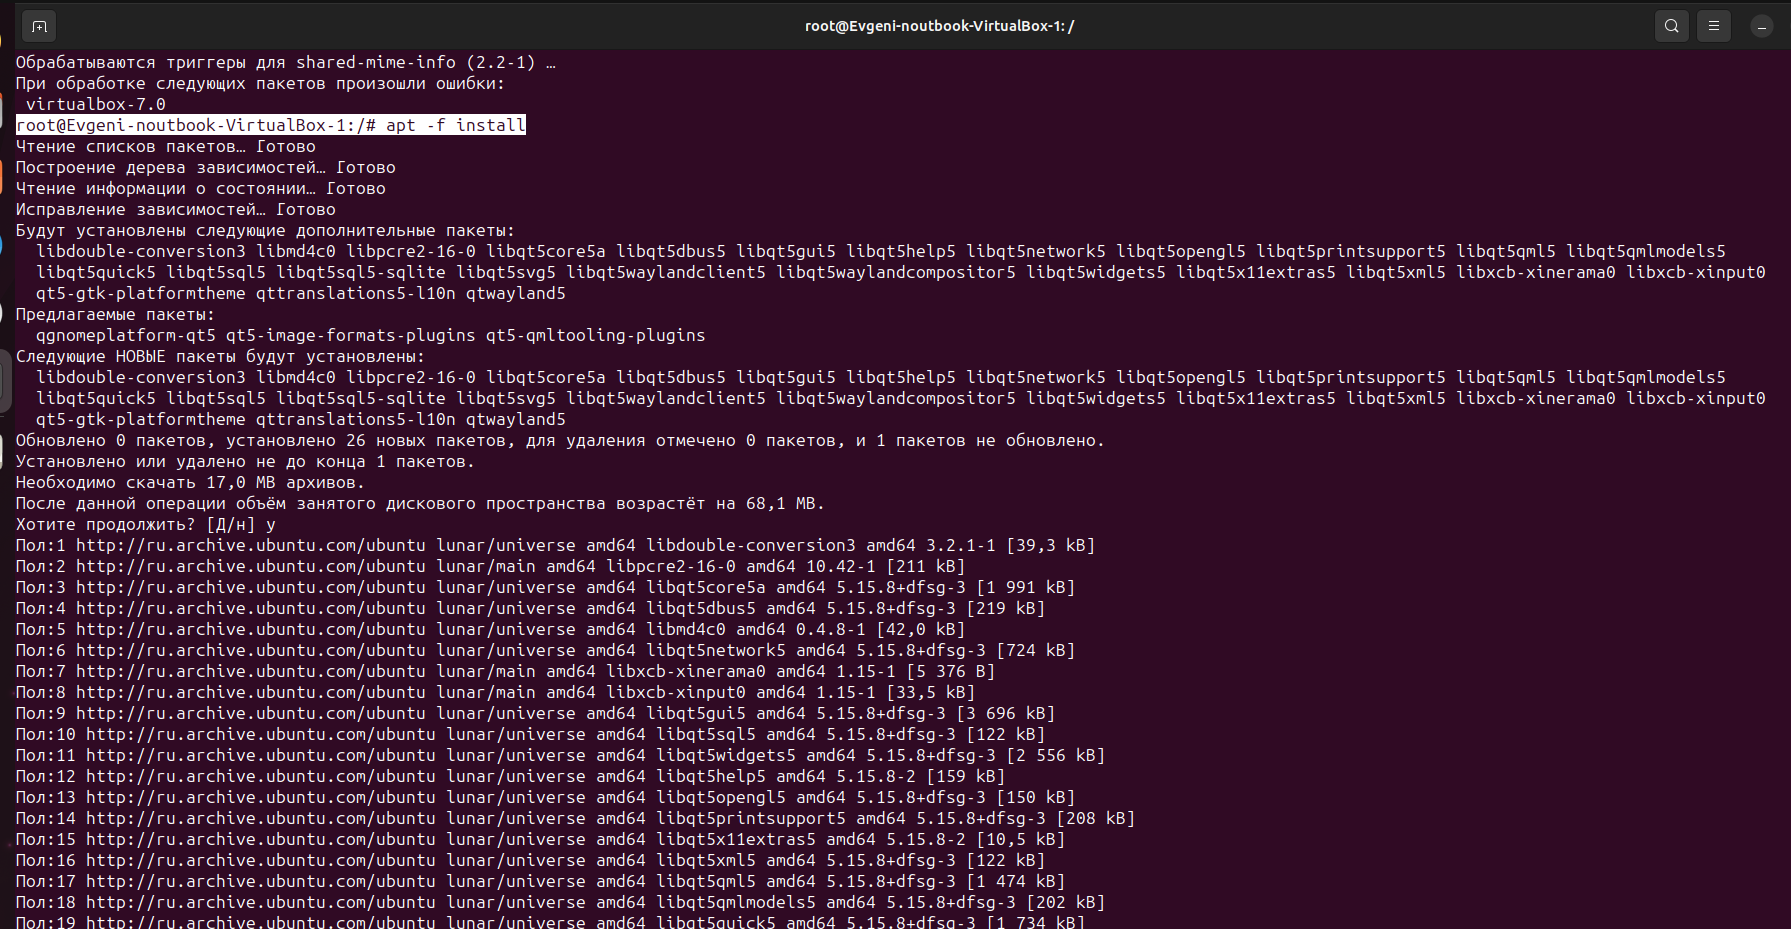 root@Evgeni-noutbook-VirtualBox-1: /
Обрабатываются триггеры для shared-mime-info (2.2-1) …
При обработке следующих пакетов произошли ошибки:
virtualbox-7.0
root@Evgeni-noutbook-VirtualBox-1:/# apt -f install
Чтение списков пакетов… Готово
Построение дерева зависимостей… Готово
Чтение информации о состоянии… Готово
Исправление зависимостей… Готово
Будут установлены следующие дополнительные пакеты:
libdouble-conversion3 libmd4c0 libpcre2-16-0 libqt5core5a libqt5dbus5 libqt5gui5 libqt5help5 libqt5network5 libqt5opengl5 libqt5printsupport5 libqt5qml5 libqt5qmlmodels5
libqt5quick5 libqt5sql5 libqt5sql5-sqlite libqt5svg5 libqt5waylandclient5 libqt5waylandcompositor5 libqt5widgets5 libqt5x11extras5 libqt5xml5 libxcb-xinerama0 libxcb-xinput0
qt5-gtk-platformtheme qttranslations5-l10n qtwayland5
Предлагаемые пакеты:
qgnomeplatform-qt5 qt5-image-formats-plugins qt5-qmltooling-plugins
Следующие НОВЫЕ пакеты будут установлены:
libdouble-conversion3 libmd4c0 libpcre2-16-0 libqt5core5a libqt5dbus5 libqt5gui5 libqt5help5 libqt5network5 libqt5opengl5 libqt5printsupport5 libqt5qml5 libqt5qmlmodels5
libqt5quick5 libqt5sql5 libqt5sql5-sqlite libqt5svg5 libqt5waylandclient5 libqt5waylandcompositor5 libqt5widgets5 libqt5x11extras5 libqt5xml5 libxcb-xinerama0 libxcb-xinput0
qt5-gtk-platformtheme qttranslations5-l10n qtwayland5
Обновлено 0 пакетов, установлено 26 новых пакетов, для удаления отмечено 0 пакетов, и 1 пакетов не обновлено.
Установлено или удалено не до конца 1 пакетов.
Необходимо скачать 17,0 MB архивов.
После данной операции объём занятого дискового пространства возрастёт на 68,1 MB.
Хотите продолжить? [Д/н] y
Пол:1 http://ru.archive.ubuntu.com/ubuntu lunar/universe amd64 libdouble-conversion3 amd64 3.2.1-1 [39,3 kB]
Пол:2 http://ru.archive.ubuntu.com/ubuntu lunar/main amd64 libpcre2-16-0 amd64 10.42-1 [211 kB]
Пол:3 http://ru.archive.ubuntu.com/ubuntu lunar/universe amd64 libqt5core5a amd64 5.15.8+dfsg-3 [1 991 kB]
Пол:4 http://ru.archive.ubuntu.com/ubuntu lunar/universe amd64 libqt5dbus5 amd64 5.15.8+dfsg-3 [219 kB]
Пол:5 http://ru.archive.ubuntu.com/ubuntu lunar/universe amd64 libmd4c0 amd64 0.4.8-1 [42,0 kB]
Пол:6 http://ru.archive.ubuntu.com/ubuntu lunar/universe amd64 libqt5network5 amd64 5.15.8+dfsg-3 [724 kB]
Пол:7 http://ru.archive.ubuntu.com/ubuntu lunar/main amd64 libxcb-xinerama0 amd64 1.15-1 [5 376 B]
Пол:8 http://ru.archive.ubuntu.com/ubuntu lunar/main amd64 libxcb-xinput0 amd64 1.15-1 [33,5 kB]
Пол:9 http://ru.archive.ubuntu.com/ubuntu lunar/universe amd64 libqt5gui5 amd64 5.15.8+dfsg-3 [3 696 kB]
Пол:10 http://ru.archive.ubuntu.com/ubuntu lunar/universe amd64 libqt5sql5 amd64 5.15.8+dfsg-3 [122 kB]
Пол:11 http://ru.archive.ubuntu.com/ubuntu lunar/universe amd64 libqt5widgets5 amd64 5.15.8+dfsg-3 [2 556 kB]
Пол:12 http://ru.archive.ubuntu.com/ubuntu lunar/universe amd64 libqt5help5 amd64 5.15.8-2 [159 kB]
Пол:13 http://ru.archive.ubuntu.com/ubuntu lunar/universe amd64 libqt5opengl5 amd64 5.15.8+dfsg-3 [150 kB]
Пол:14 http://ru.archive.ubuntu.com/ubuntu lunar/universe amd64 libqt5printsupport5 amd64 5.15.8+dfsg-3 [208 kB]
Пол:15 http://ru.archive.ubuntu.com/ubuntu lunar/universe amd64 libqt5x11extras5 amd64 5.15.8-2 [10,5 kB]
Пол:16 http://ru.archive.ubuntu.com/ubuntu lunar/universe amd64 libqt5xml5 amd64 5.15.8+dfsg-3 [122 kB]
Пол:17 http://ru.archive.ubuntu.com/ubuntu lunar/universe amd64 libqt5qml5 amd64 5.15.8+dfsg-3 [1 474 kB]
Пол:18 http://ru.archive.ubuntu.com/ubuntu lunar/universe amd64 libqt5qmlmodels5 amd64 5.15.8+dfsg-3 [202 kB]
Пол:19 http://ru.archive.ubuntu.com/ubuntu lunar/universe amd64 libqt5quick5 amd64 5.15.8+dfsg-3 [1 734 kB]